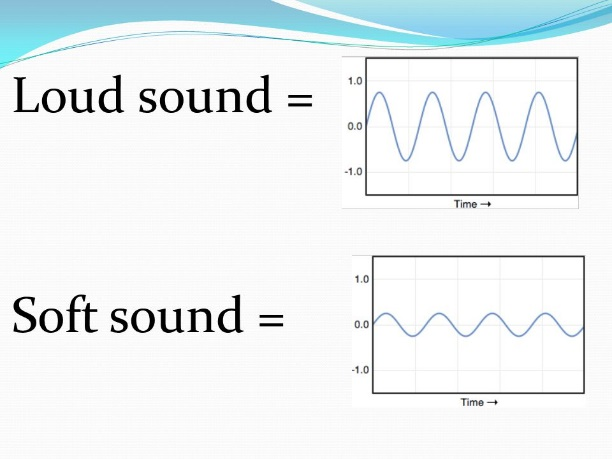 Loud sound =
1.0
0.0
-1.0
Time →
Soft sound =
1.0
0.0
-1.0
Time →